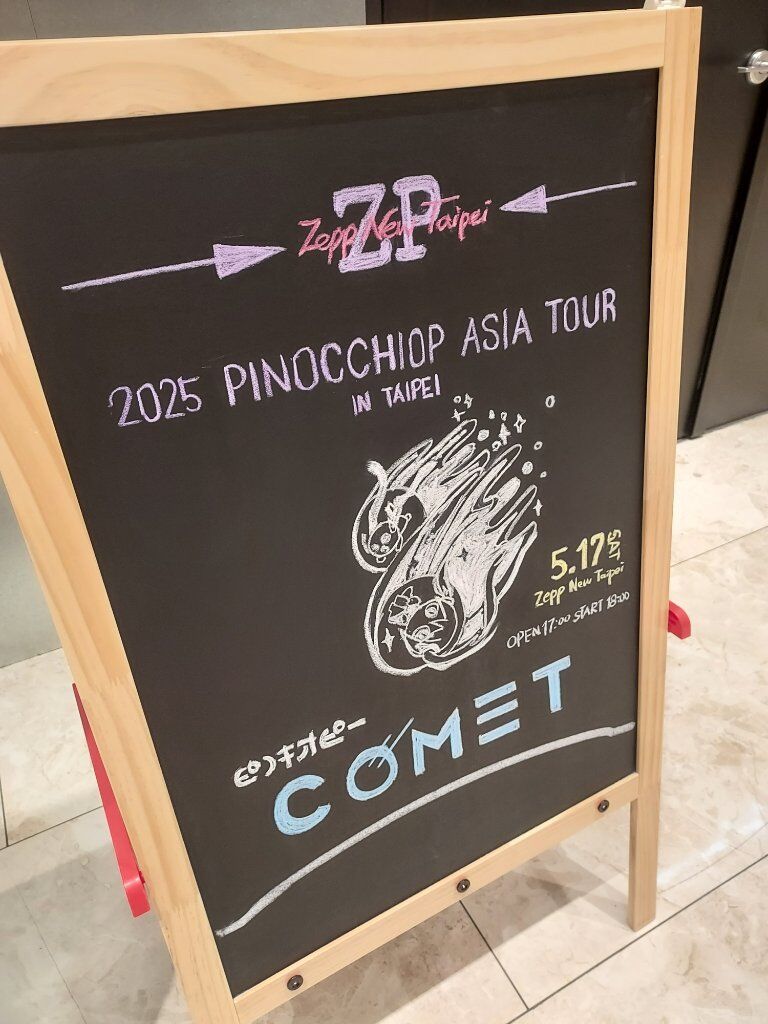 ZP
Zepp New Taipei
2025 PINOCCHIOP ASIA TOUR
IN TAIPEI
5.17 SAT
Zepp New Taipei
OPEN 17:00 START 18:00
ピノキオピー
COMET